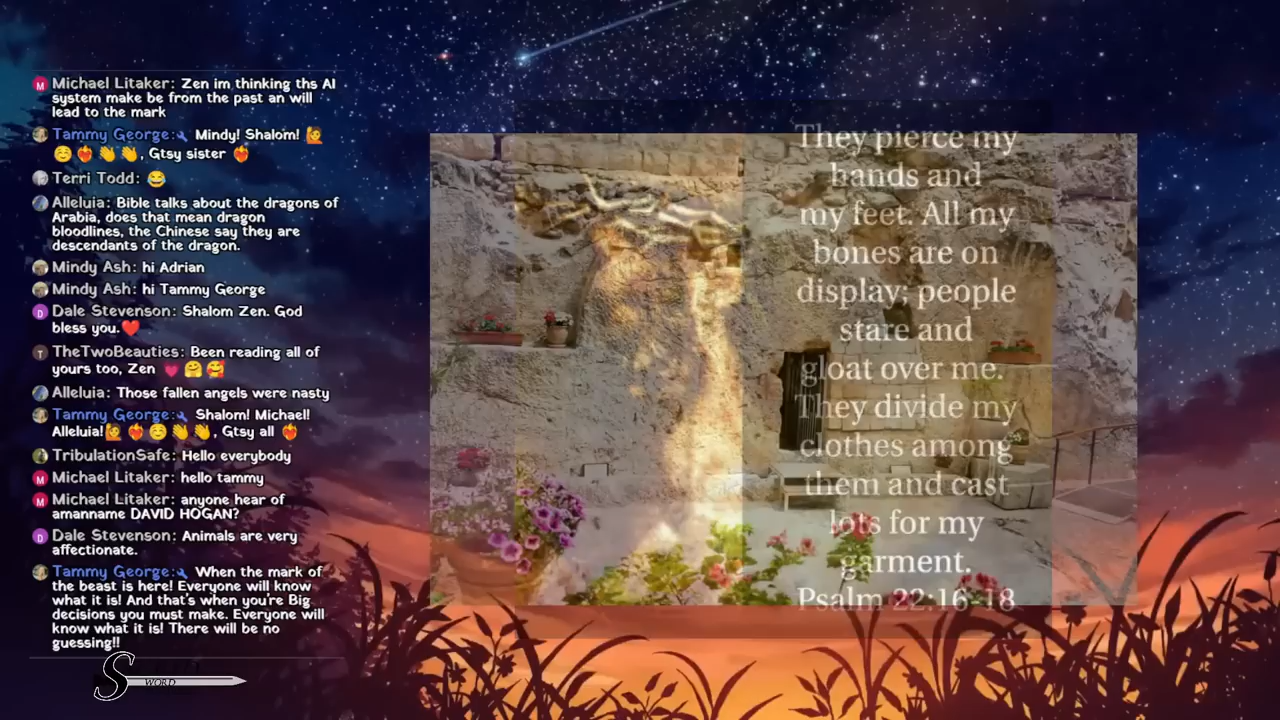 Michael Litaker: Zen im thinking ths AI
system make be from the past an will
lead to the mark
Tammy George: Mindy! Shalom! 🙋
☺️ ❤️‍🔥 👏 👏, Gtsy sister ❤️‍🔥
Terri Todd: 😂
Alleluia: Bible talks about the dragons of
Arabia, does that mean dragon
bloodlines, the Chinese say they are
descendants of the dragon.
Mindy Ash: hi Adrian
Mindy Ash: hi Tammy George
Dale Stevenson: Shalom Zen. God
bless you.❤️
TheTwoBeauties: Been reading all of
yours too, Zen 💗 🤗 🥰
Alleluia: Those fallen angels were nasty
Tammy George: Shalom! Michael!
Alleluia!🙋 ❤️‍🔥 ☺️ 👏 👏, Gtsy all ❤️‍🔥
TribulationSafe: Hello everybody
Michael Litaker: hello tammy
Michael Litaker: anyone hear of
amanname DAVID HOGAN?
Dale Stevenson: Animals are very
affectionate.
Tammy George: When the mark of
the beast is here! Everyone will know
what it is! And that's when you're Big
decisions you must make. Everyone will
know what it is! There will be no
guessing!!
SWORD
They pierce my
hands and
my feet. All my
bones are on
display; people
stare and
gloat over me.
They divide my
clothes among
them and cast
lots for my
garment.
Psalm 22:16-18